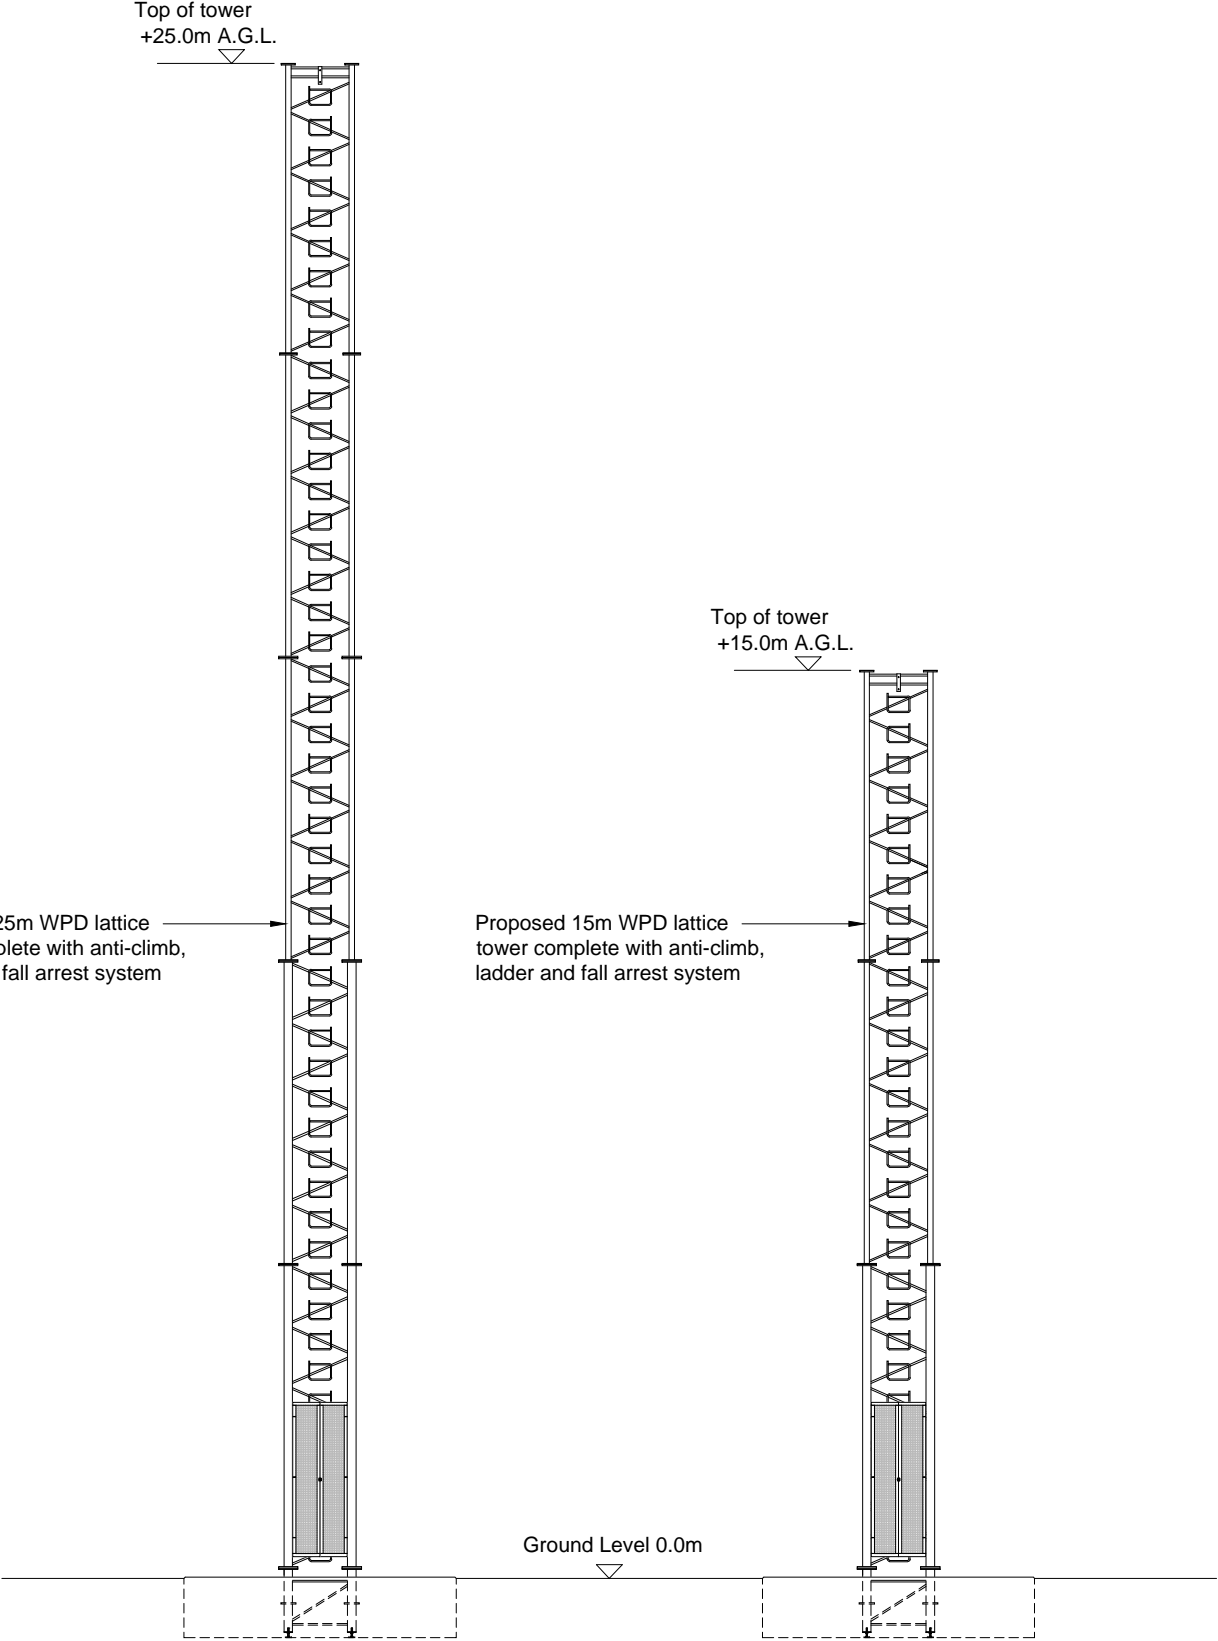 Top of tower
+25.0m A.G.L.
Top of tower
+15.0m A.G.L.
25m WPD lattice
with anti-climb,
fall arrest system
Proposed 15m WPD lattice
tower complete with anti-climb,
ladder and fall arrest system
Ground Level 0.0m